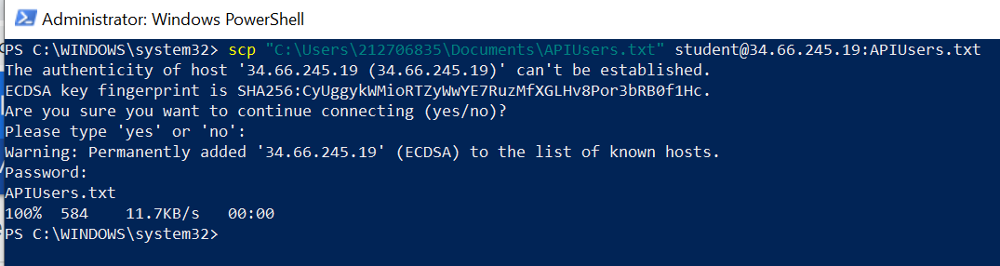 Administrator: Windows PowerShell
PS C:\WINDOWS\system32> scp "C:\Users\212706835\Documents\APIUsers.txt" student@34.66.245.19:APIUsers.txt
The authenticity of host '34.66.245.19 (34.66.245.19)' can't be established.
ECDSA key fingerprint is SHA256:CyUggykWMioRTZyWwYE7RuzMfXGLHv8Por3bRB0f1Hc.
Are you sure you want to continue connecting (yes/no)?
Please type 'yes' or 'no':
Warning: Permanently added '34.66.245.19' (ECDSA) to the list of known hosts.
Password:
APIUsers.txt
100%  584    11.7KB/s   00:00
PS C:\WINDOWS\system32>